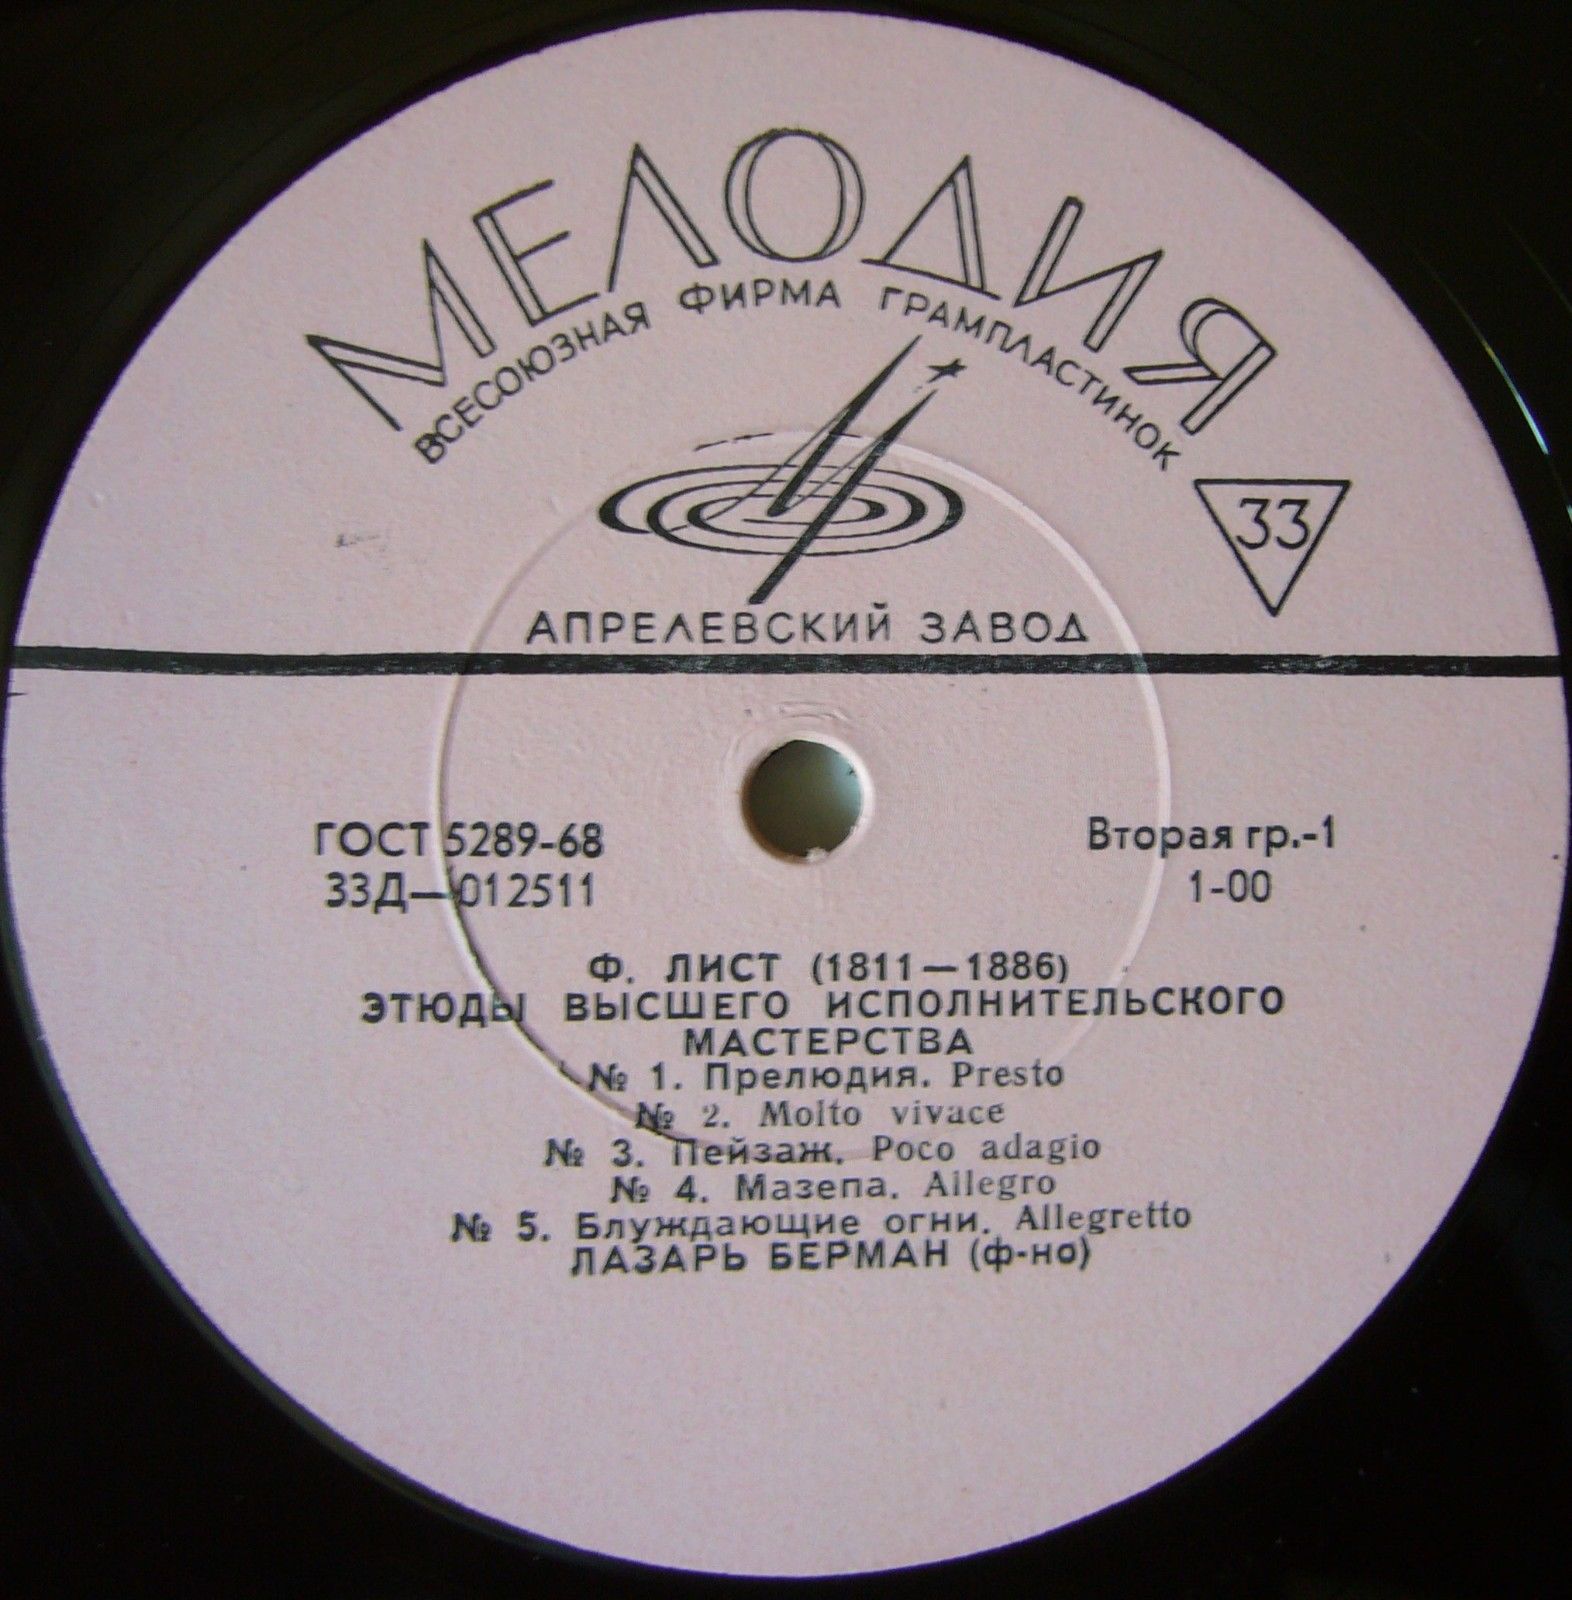 МЕЛОДИЯ
ВСЕСОЮЗНАЯ ФИРМА ГРАМПЛАСТИНОК
33
АПРЕЛЕВСКИЙ ЗАВОД
ГОСТ 5289-68
33Д—012511
Вторая гр.-1
1-00
Ф. ЛИСТ (1811—1886)
ЭТЮДЫ ВЫСШЕГО ИСПОЛНИТЕЛЬСКОГО
МАСТЕРСТВА
№ 1. Прелюдия. Presto
№ 2. Molto vivace
№ 3. Пейзаж. Poco adagio
№ 4. Мазепа. Allegro
№ 5. Блуждающие огни. Allegretto
ЛАЗАРЬ БЕРМАН (ф-но)